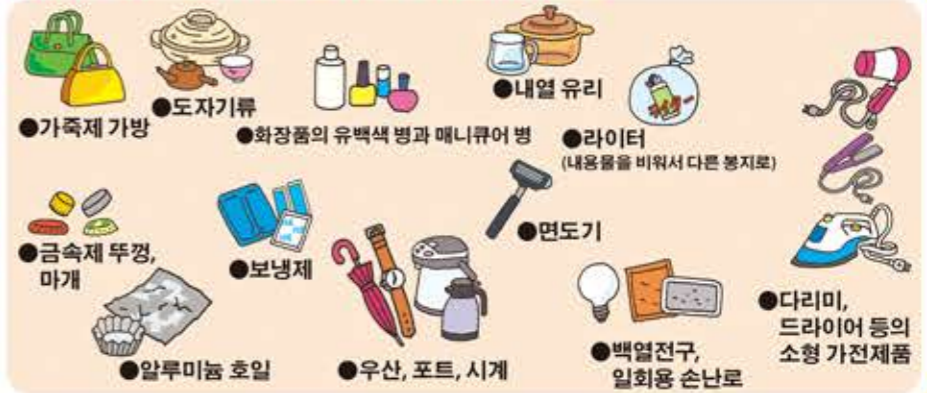 ●가죽제 가방
●도자기류
●화장품의 유백색 병과 매니큐어 병
●내열 유리
●라이터
(내용물을 비워서 다른 봉지로)
●금속제 뚜껑,
마개
●보냉제
●면도기
●알루미늄 호일
●우산, 포트, 시계
●백열전구,
일회용 손난로
●다리미,
드라이어 등의
소형 가전제품